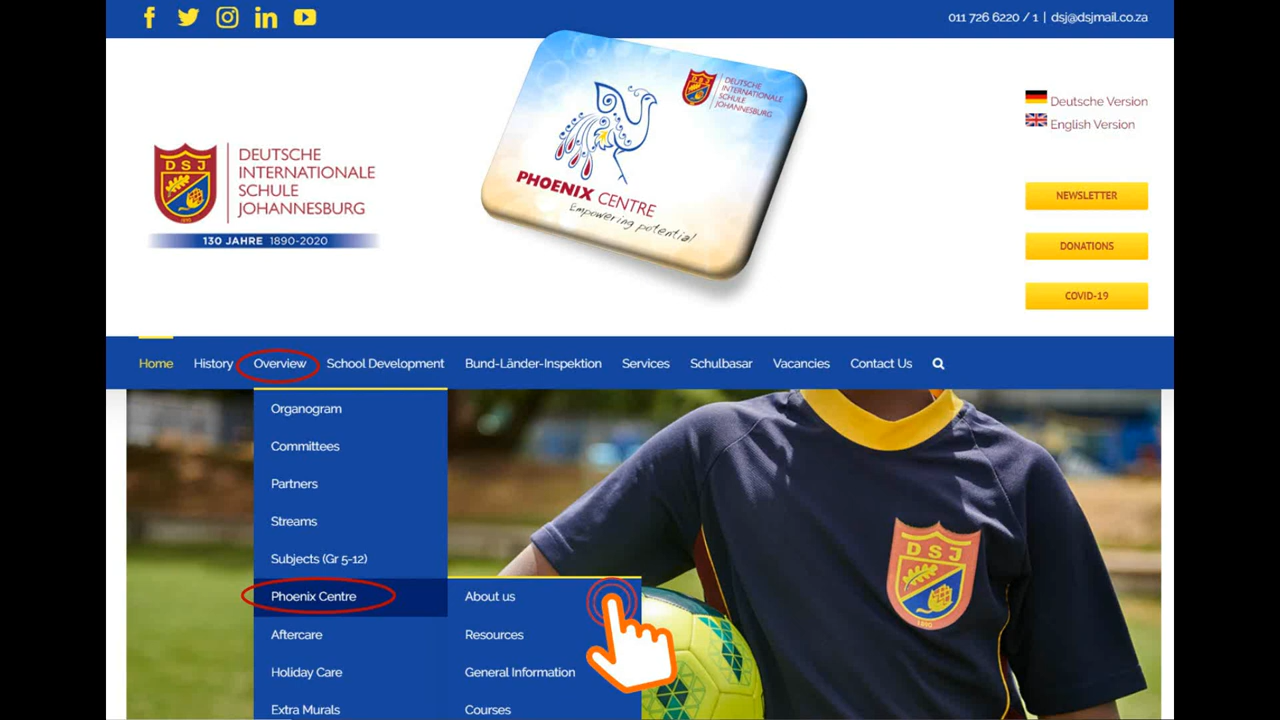 011 726 6220 / 1 | dsj@dsjmail.co.za
DSJ
DEUTSCHE
INTERNATIONALE
SCHULE
JOHANNESBURG
PHOENIX CENTRE
Empowering potential
Deutsche Version
English Version
DSJ
1890
DEUTSCHE
INTERNATIONALE
SCHULE
JOHANNESBURG
130 JAHRE 1890-2020
NEWSLETTER
DONATIONS
COVID-19
Home History Overview School Development Bund-Länder-Inspektion Services Schulbasar Vacancies Contact Us
Organogram
Committees
Partners
Streams
Subjects (Gr 5-12)
Phoenix Centre
Aftercare
Holiday Care
Extra Murals
About us
Resources
General Information
Courses
DSJ
1890